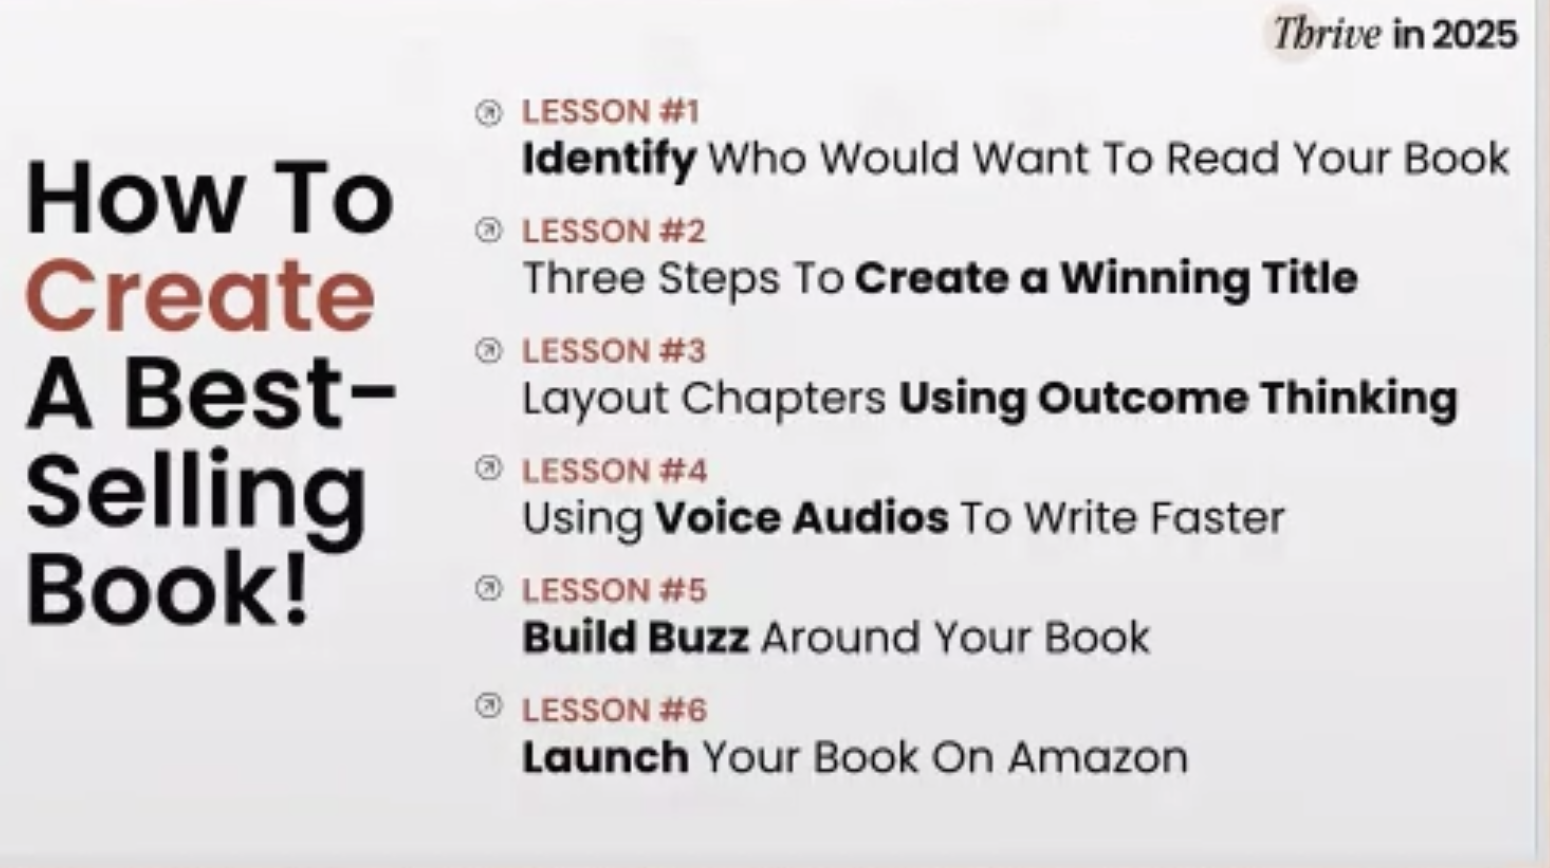 Thrive in 2025
How To
Create
A Best-
Selling
Book!
LESSON #1
Identify Who Would Want To Read Your Book
LESSON #2
Three Steps To Create a Winning Title
LESSON #3
Layout Chapters Using Outcome Thinking
LESSON #4
Using Voice Audios To Write Faster
LESSON #5
Build Buzz Around Your Book
LESSON #6
Launch Your Book On Amazon